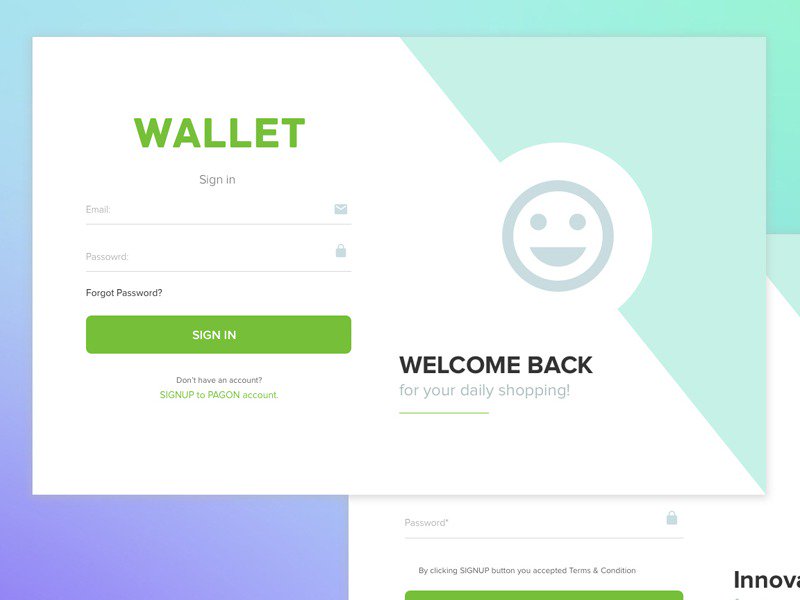 WALLET
Sign in
Email:
Passowrd:
Forgot Password?
SIGN IN
Don't have an account?
SIGNUP to PAGON account.
WELCOME BACK
for your daily shopping!
Password*
By clicking SIGNUP button you accepted Terms & Condition
Innova